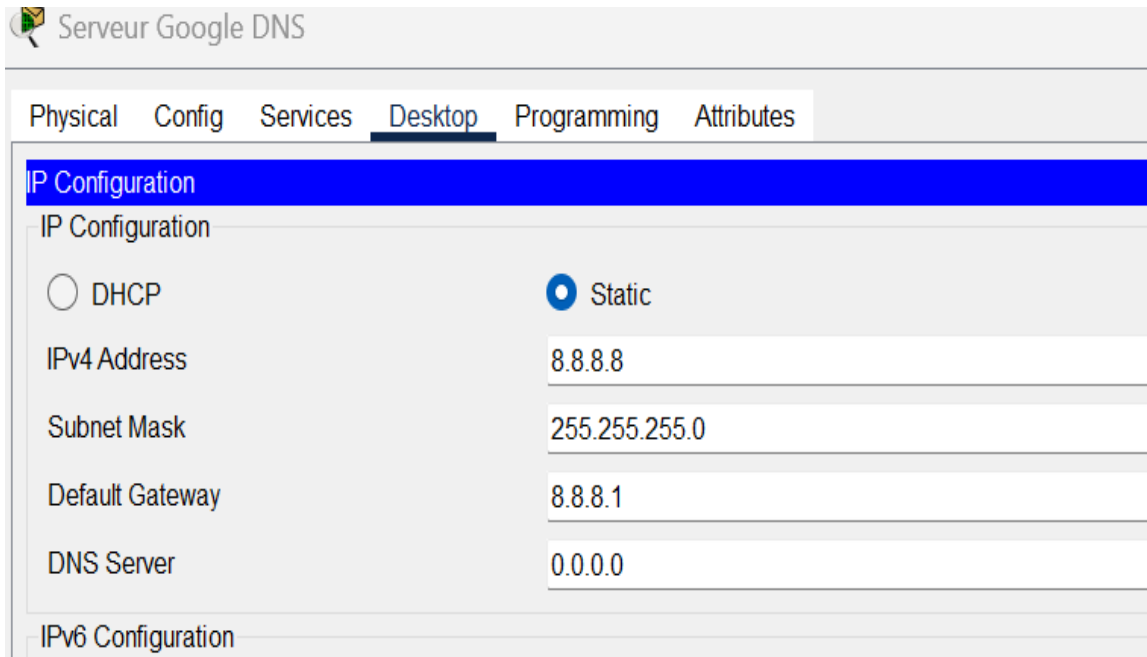 Serveur Google DNS
Physical Config Services Desktop Programming Attributes
IP Configuration
IP Configuration
DHCP Static
IPv4 Address 8.8.8.8
Subnet Mask 255.255.255.0
Default Gateway 8.8.8.1
DNS Server 0.0.0.0
IPv6 Configuration